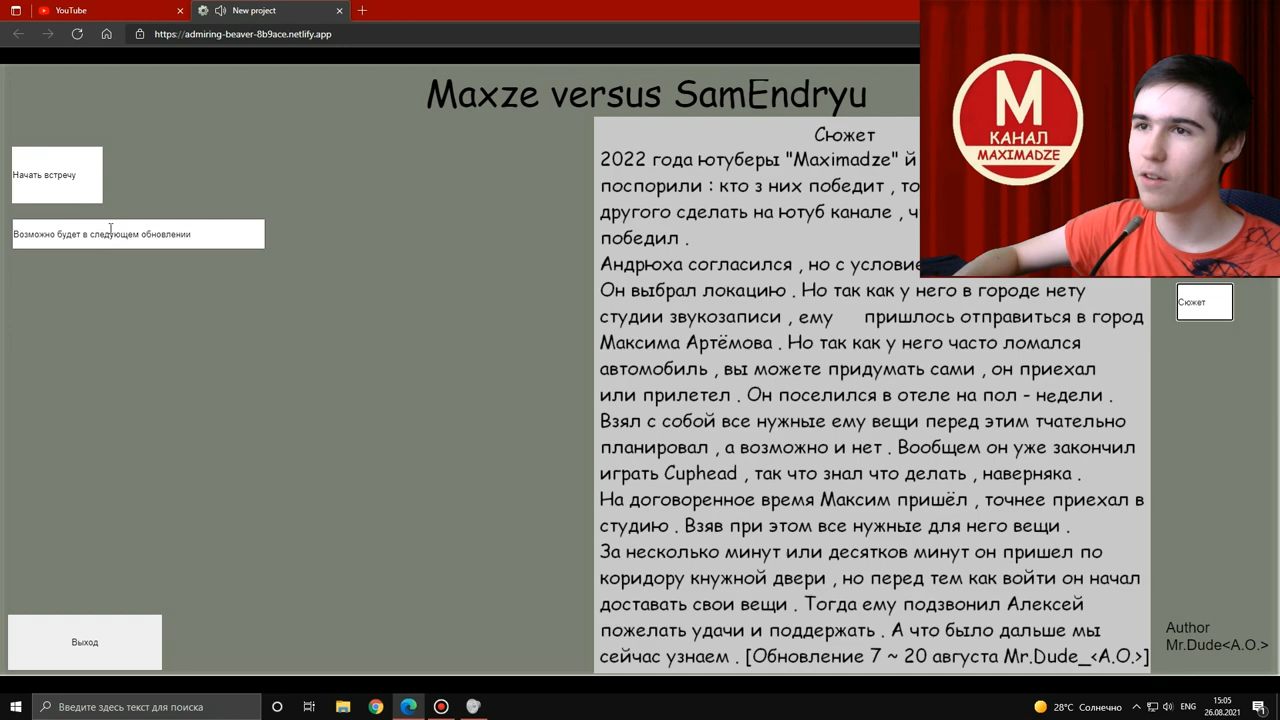 YouTube
New project
https://admiring-beaver-8b9ace.netlify.app
Maxze versus SamEndryu
М
КАНАЛ
MAXIMADZE
Начать встречу
Возможно будет в следующем обновлении
Сюжет
2022 года ютуберы "Maximadze" й
поспорили : кто з них победит , то
другого сделать на ютуб канале , ч
победил .
Андрюха согласился , но с условие
Он выбрал локацию . Но так как у него в городе нету
студии звукозаписи , ему пришлось отправиться в город
Максима Артёмова . Но так как у него часто ломался
автомобиль , вы можете придумать сами , он приехал
или прилетел . Он поселился в отеле на пол - недели .
Взял с собой все нужные ему вещи перед этим тчательно
планировал , а возможно и нет . Вообщем он уже закончил
играть Cuphead , так что знал что делать , наверняка .
На договоренное время Максим пришёл , точнее приехал в
студию . Взяв при этом все нужные для него вещи .
За несколько минут или десятков минут он пришел по
коридору кнужной двери , но перед тем как войти он начал
доставать свои вещи . Тогда ему подзвонил Алексей
пожелать удачи и поддержать . А что было дальше мы
сейчас узнаем . [Обновление 7 ~ 20 августа Mr.Dude_<A.O.>]
Сюжет
Выход
Author
Mr.Dude<A.O.>
Введите здесь текст для поиска
28°C Солнечно
ENG
15:05
26.08.2021
1